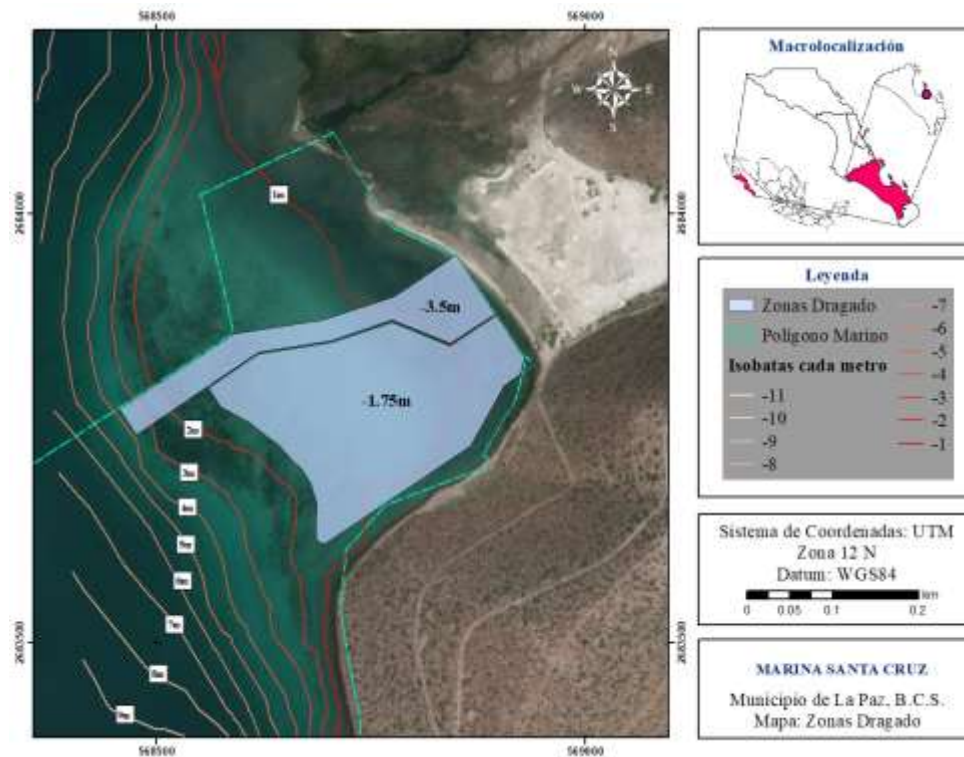 568500
569000
N
W
E
S
2684000
2684000
1m
-3.5m
-1.75m
3m
4m
5m
6m
7m
8m
9m
2683500
2683500
568500
569000
Macrolocalización
Leyenda
Zonas Dragado
Polígono Marino
Isobatas cada metro
-11
-10
-9
-8
-7
-6
-5
-4
-3
-2
-1
Sistema de Coordenadas: UTM
Zona 12 N
Datum: WGS84
km
0 0.05 0.1 0.2
MARINA SANTA CRUZ
Municipio de La Paz, B.C.S.
Mapa: Zonas Dragado